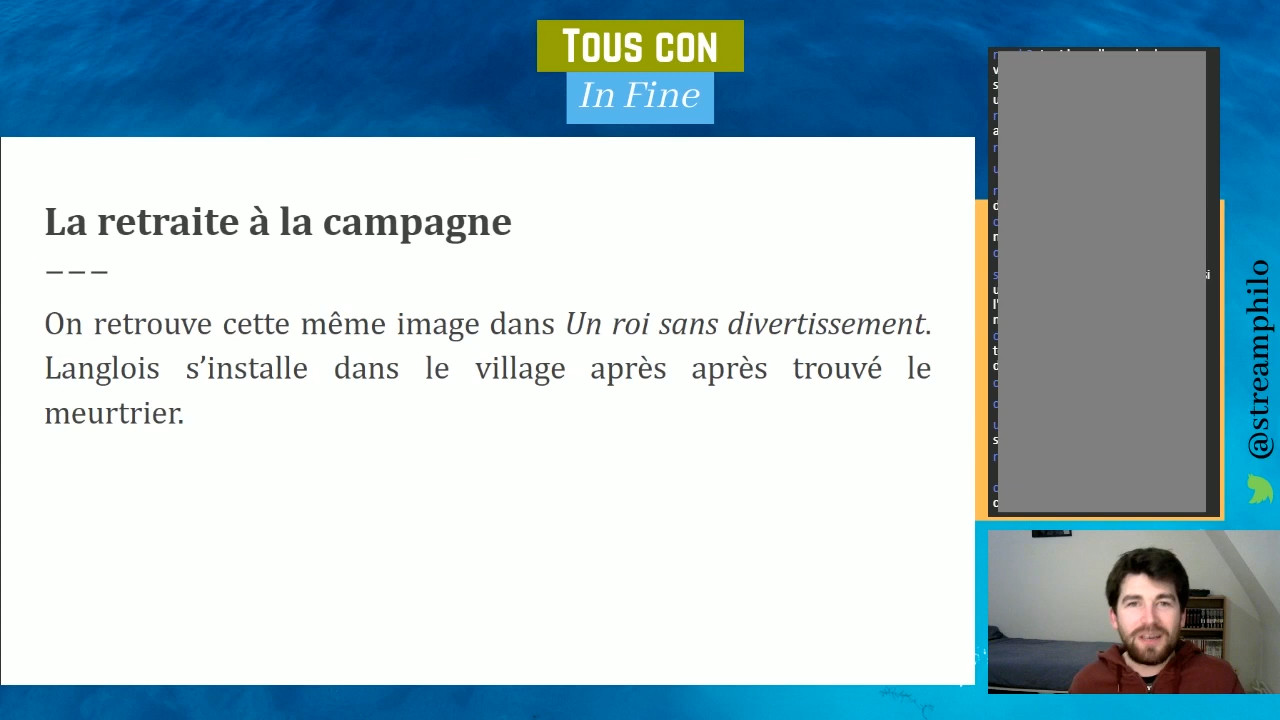 Tous con
In Fine
La retraite à la campagne
–––
On retrouve cette même image dans Un roi sans divertissement.
Langlois s’installe dans le village après après trouvé le
meurtrier.
@streamphilo